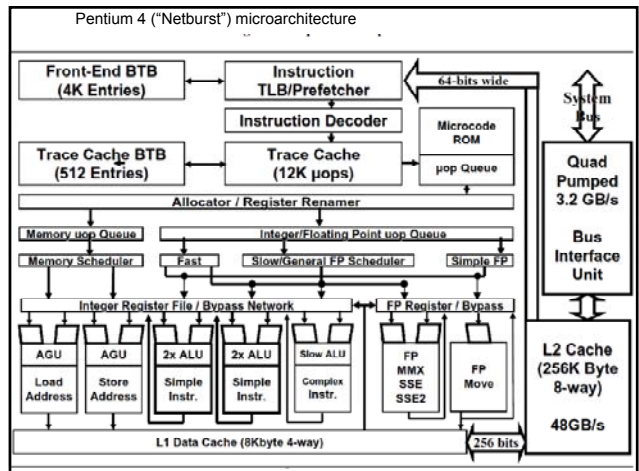 Pentium 4 ("Netburst") microarchitecture
Front-End BTB
(4K Entries)
Instruction
TLB/Prefetcher
64-bits wide
System
Bus
Instruction Decoder
Microcode
ROM
Trace Cache BTB
(512 Entries)
Trace Cache
(12K µops)
µop Queue
Quad
Pumped
3.2 GB/s
Bus
Interface
Unit
Allocator / Register Renamer
Memory uop Queue
Integer/Floating Point uop Queue
Memory Scheduler
Fast
Slow/General FP Scheduler
Simple FP
Integer Register File / Bypass Network
FP Register / Bypass
AGU
Load
Address
AGU
Store
Address
2x ALU
Simple
Instr.
2x ALU
Simple
Instr.
Slow ALU
Complex
Instr.
FP
MMX
SSE
SSE2
FP
Move
L2 Cache
(256K Byte
8-way)
48GB/s
L1 Data Cache (8Kbyte 4-way)
256 bits